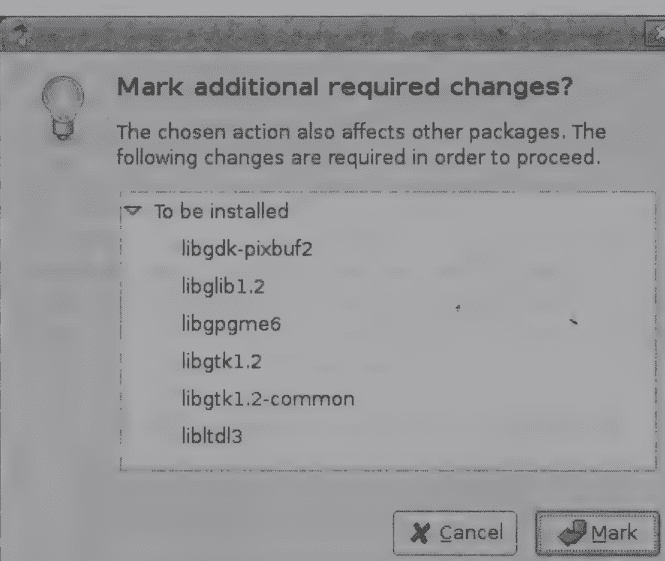 Mark additional required changes?
The chosen action also affects other packages. The
following changes are required in order to proceed.
To be installed
libgdk-pixbuf2
libglib1.2
libgpgme6
libgtk1.2
libgtk1.2-common
libltdl3
Cancel
Mark